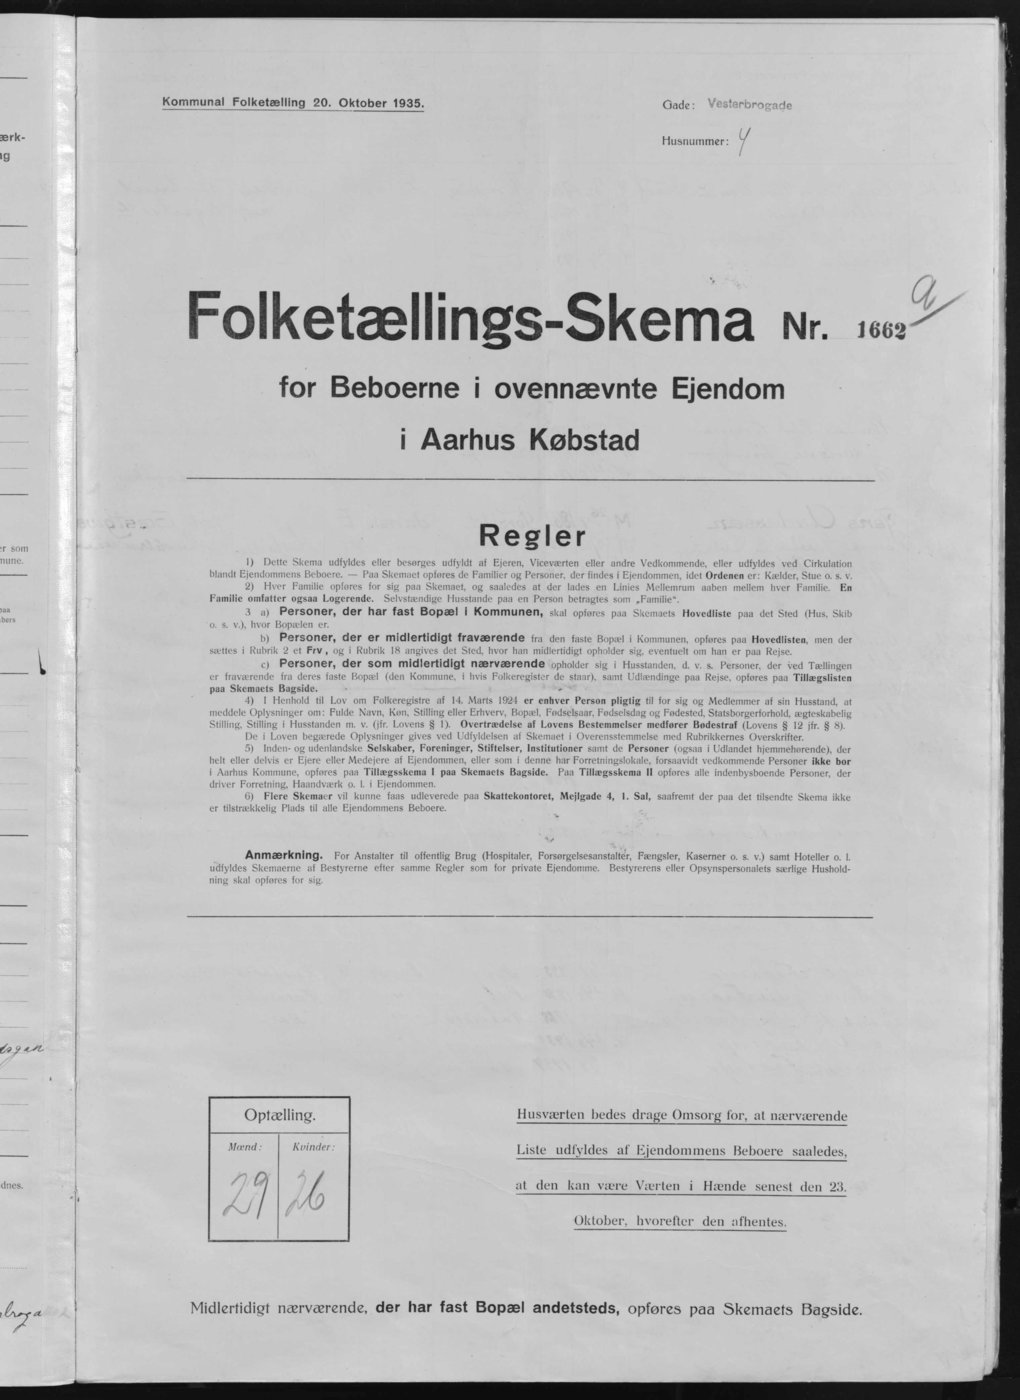 Kommunal Folketælling 20. Oktober 1935.
Gade: Vesterbrogade
Husnummer: 4
Folketællings-Skema Nr. 1662 a
for Beboerne i ovennævnte Ejendom
i Aarhus Købstad
Regler
1) Dette Skema udfyldes eller besørges udfyldt af Ejeren, Viceværten eller andre Vedkommende, eller udfyldes ved Cirkulation
blandt Ejendommens Beboere. — Paa Skemaet opføres de Familier og Personer, der findes i Ejendommen, idet Ordenen er: Kælder, Stue o. s. v.
2) Hver Familie opføres for sig paa Skemaet, og saaledes at der lades en Linies Mellemrum aaben mellem hver Familie. En
Familie omfatter ogsaa Logerende. Selvstændige Husstande paa en Person betragtes som „Familie“.
3 a) Personer, der har fast Bopæl i Kommunen, skal opføres paa Skemaets Hovedliste paa det Sted (Hus, Skib
o. s. v.), hvor Bopælen er.
b) Personer, der er midlertidigt fraværende fra den faste Bopæl i Kommunen, opføres paa Hovedlisten, men der
sættes i Rubrik 2 et Frv, og i Rubrik 18 angives det Sted, hvor han midlertidigt opholder sig, eventuelt om han er paa Rejse.
c) Personer, der som midlertidigt nærværende opholder sig i Husstanden, d. v. s. Personer, der ved Tællingen
er fraværende fra deres faste Bopæl (den Kommune, i hvis Folkeregister de staar), samt Udlændinge paa Rejse, opføres paa Tillægslisten
paa Skemaets Bagside.
4) I Henhold til Lov om Folkeregistre af 14. Marts 1924 er enhver Person pligtig til for sig og Medlemmer af sin Husstand, at
meddele Oplysninger om: Fulde Navn, Køn, Stilling eller Erhverv, Bopæl, Fødselsaar, Fødselsdag og Fødested, Statsborgerforhold, ægteskabelig
Stilling, Stilling i Husstanden m. v. (jfr. Lovens § 1). Overtrædelse af Lovens Bestemmelser medfører Bødestraf (Lovens § 12 jfr. § 8).
De i Loven begærede Oplysninger gives ved Udfyldelsen af Skemaet i Overensstemmelse med Rubrikkernes Overskrifter.
5) Inden- og udenlandske Selskaber, Foreninger, Stiftelser, Institutioner samt de Personer (ogsaa i Udlandet hjemmehørende), der
helt eller delvis er Ejere eller Medejere af Ejendommen, eller som i denne har Forretningslokale, forsaavidt vedkommende Personer ikke bor
i Aarhus Kommune, opføres paa Tillægsskema I paa Skemaets Bagside. Paa Tillægsskema II opføres alle indenbysboende Personer, der
driver Forretning, Haandværk o. l. i Ejendommen.
6) Flere Skemaer vil kunne faas udleverede paa Skattekontoret, Mejlgade 4, 1. Sal, saafremt der paa det tilsendte Skema ikke
er tilstrækkelig Plads til alle Ejendommens Beboere.
Anmærkning. For Anstalter til offentlig Brug (Hospitaler, Forsørgelsesanstalter, Fængsler, Kaserner o. s. v.) samt Hoteller o. l.
udfyldes Skemaerne af Bestyrerne efter samme Regler som for private Ejendomme. Bestyrerens eller Opsynspersonalets særlige Hushold-
ning skal opføres for sig.
Optælling.
Mænd: Kvinder:
29 26
Husværten bedes drage Omsorg for, at nærværende
Liste udfyldes af Ejendommens Beboere saaledes,
at den kan være Værten i Hænde senest den 23.
Oktober, hvorefter den afhentes.
Midlertidigt nærværende, der har fast Bopæl andetsteds, opføres paa Skemaets Bagside.